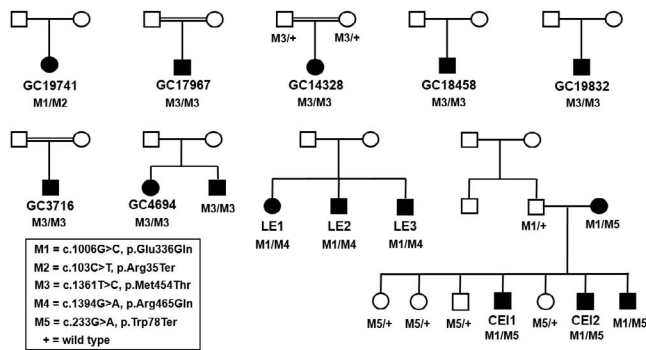 M3/+ M3/+
GC19741 GC17967 GC14328 GC18458 GC19832
M1/M2 M3/M3 M3/M3 M3/M3 M3/M3
GC3716 GC4694 M3/M3
M3/M3 M3/M3
LE1 LE2 LE3
M1/M4 M1/M4 M1/M4
M1/+ M1/M5
M1 = c.1006G>C, p.Glu336Gln
M2 = c.103C>T, p.Arg35Ter
M3 = c.1361T>C, p.Met454Thr
M4 = c.1394G>A, p.Arg465Gln
M5 = c.233G>A, p.Trp78Ter
+ = wild type
M5/+ M5/+ M5/+ CEI1 M5/+ CEI2 M1/M5
M1/M5 M1/M5